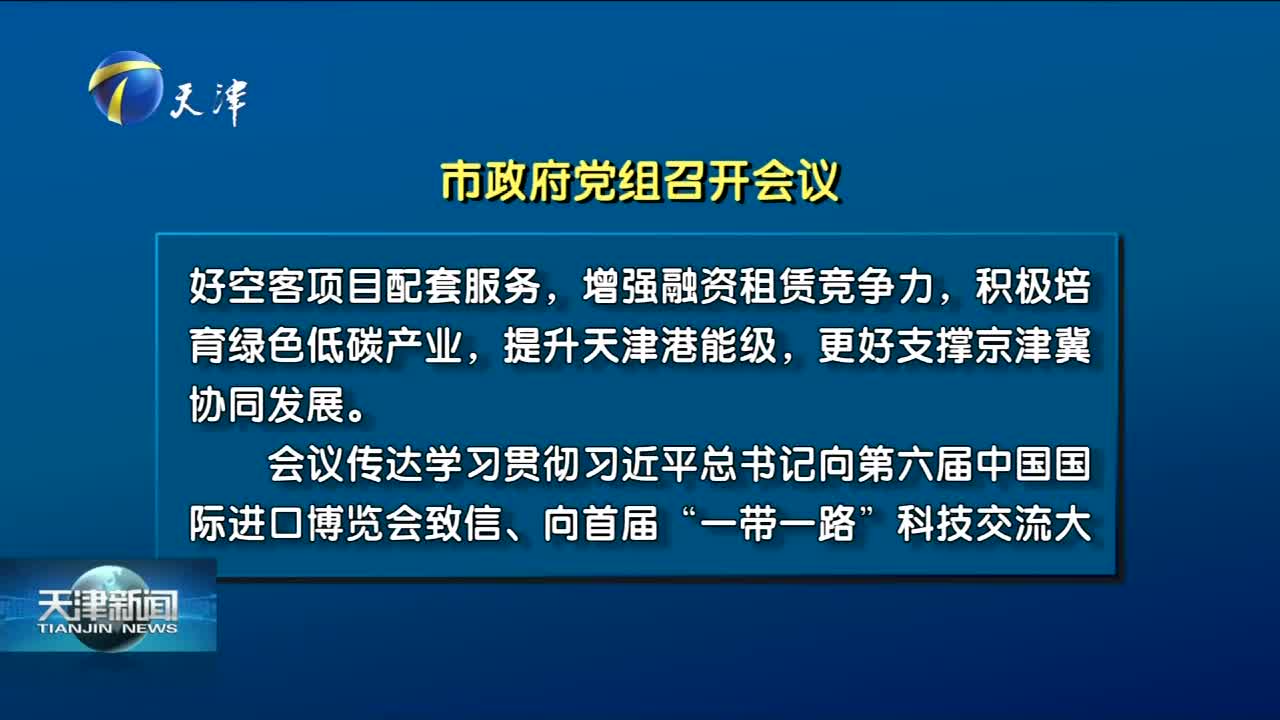 天津
市政府党组召开会议
好空客项目配套服务，增强融资租赁竞争力，积极培
育绿色低碳产业，提升天津港能级，更好支撑京津冀
协同发展。
会议传达学习贯彻习近平总书记向第六届中国国
际进口博览会致信、向首届“一带一路”科技交流大
天津新闻
TIANJIN NEWS